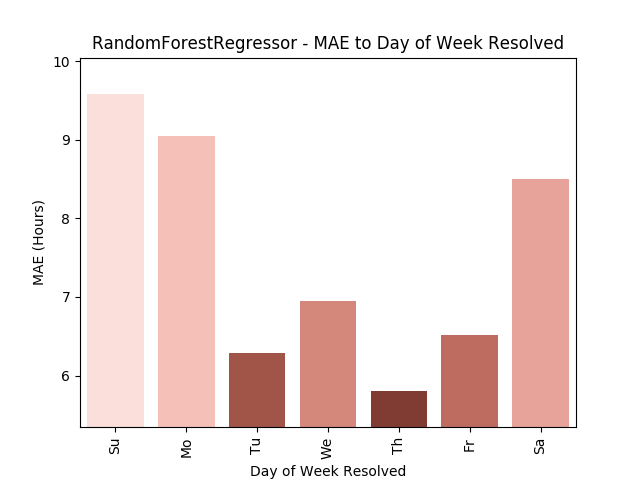 RandomForestRegressor - MAE to Day of Week Resolved
10
9
8
7
6
MAE (Hours)
Su
Mo
Tu
We
Th
Fr
Sa
Day of Week Resolved